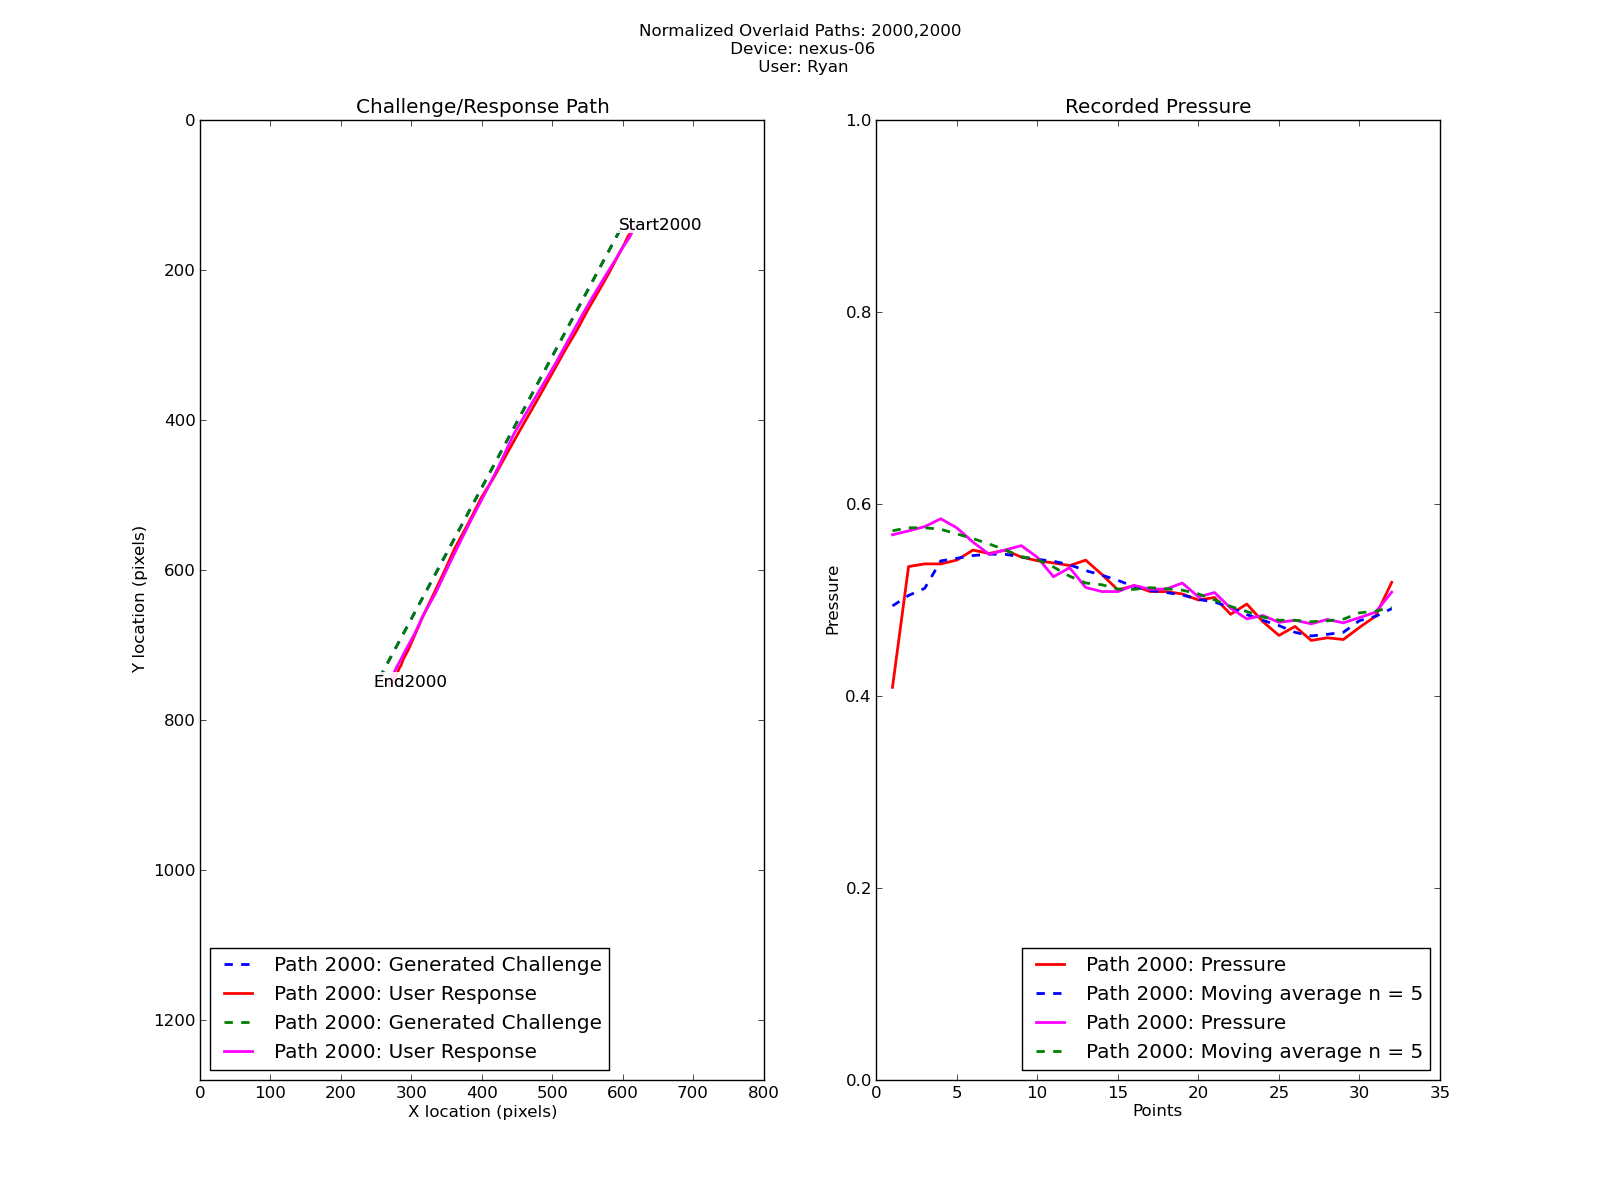 Normalized Overlaid Paths: 2000,2000
Device: nexus-06
User: Ryan
Challenge/Response Path
0
200
400
600
800
1000
1200
Y location (pixels)
Start2000
End2000
Path 2000: Generated Challenge
Path 2000: User Response
Path 2000: Generated Challenge
Path 2000: User Response
0 100 200 300 400 500 600 700 800
X location (pixels)
Recorded Pressure
1.0
0.8
0.6
0.4
0.2
0.0
Pressure
Path 2000: Pressure
Path 2000: Moving average n = 5
Path 2000: Pressure
Path 2000: Moving average n = 5
0 5 10 15 20 25 30 35
Points